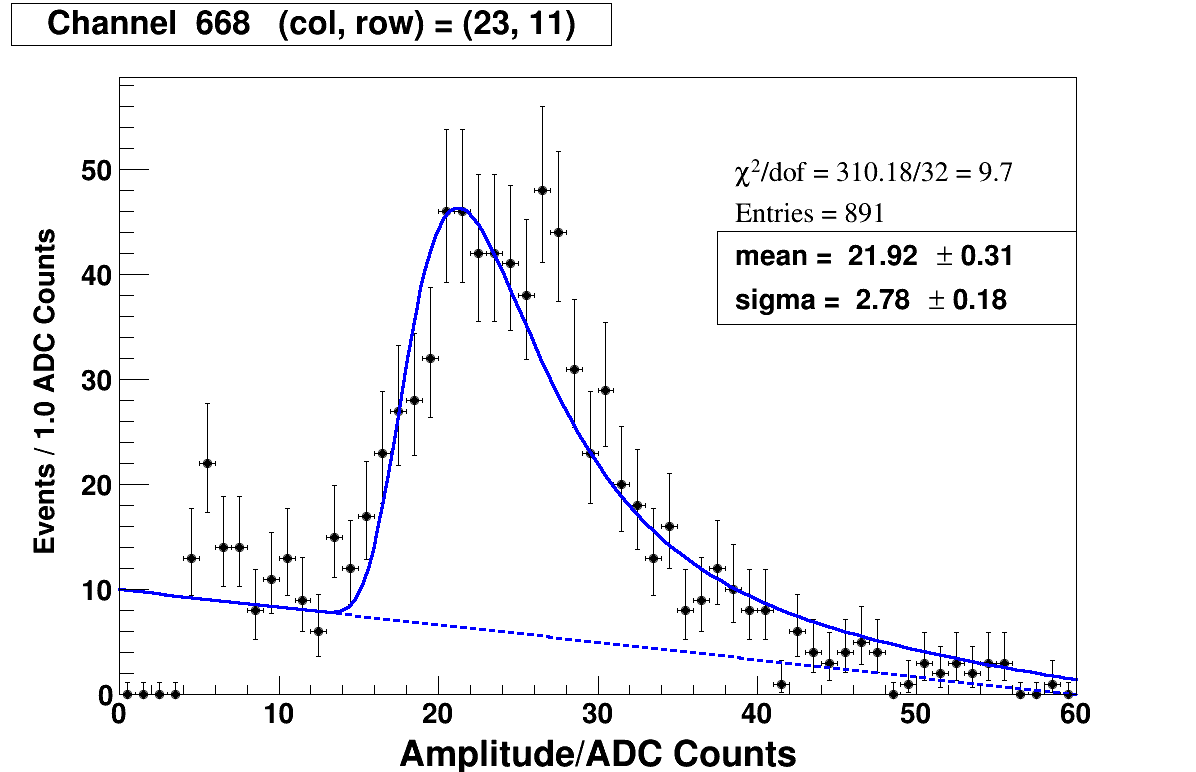 Channel 668 (col, row) = (23, 11)
χ²/dof = 310.18/32 = 9.7
Entries = 891
mean = 21.92 ± 0.31
sigma = 2.78 ± 0.18
Events / 1.0 ADC Counts
50
40
30
20
10
0
0 10 20 30 40 50 60
Amplitude/ADC Counts